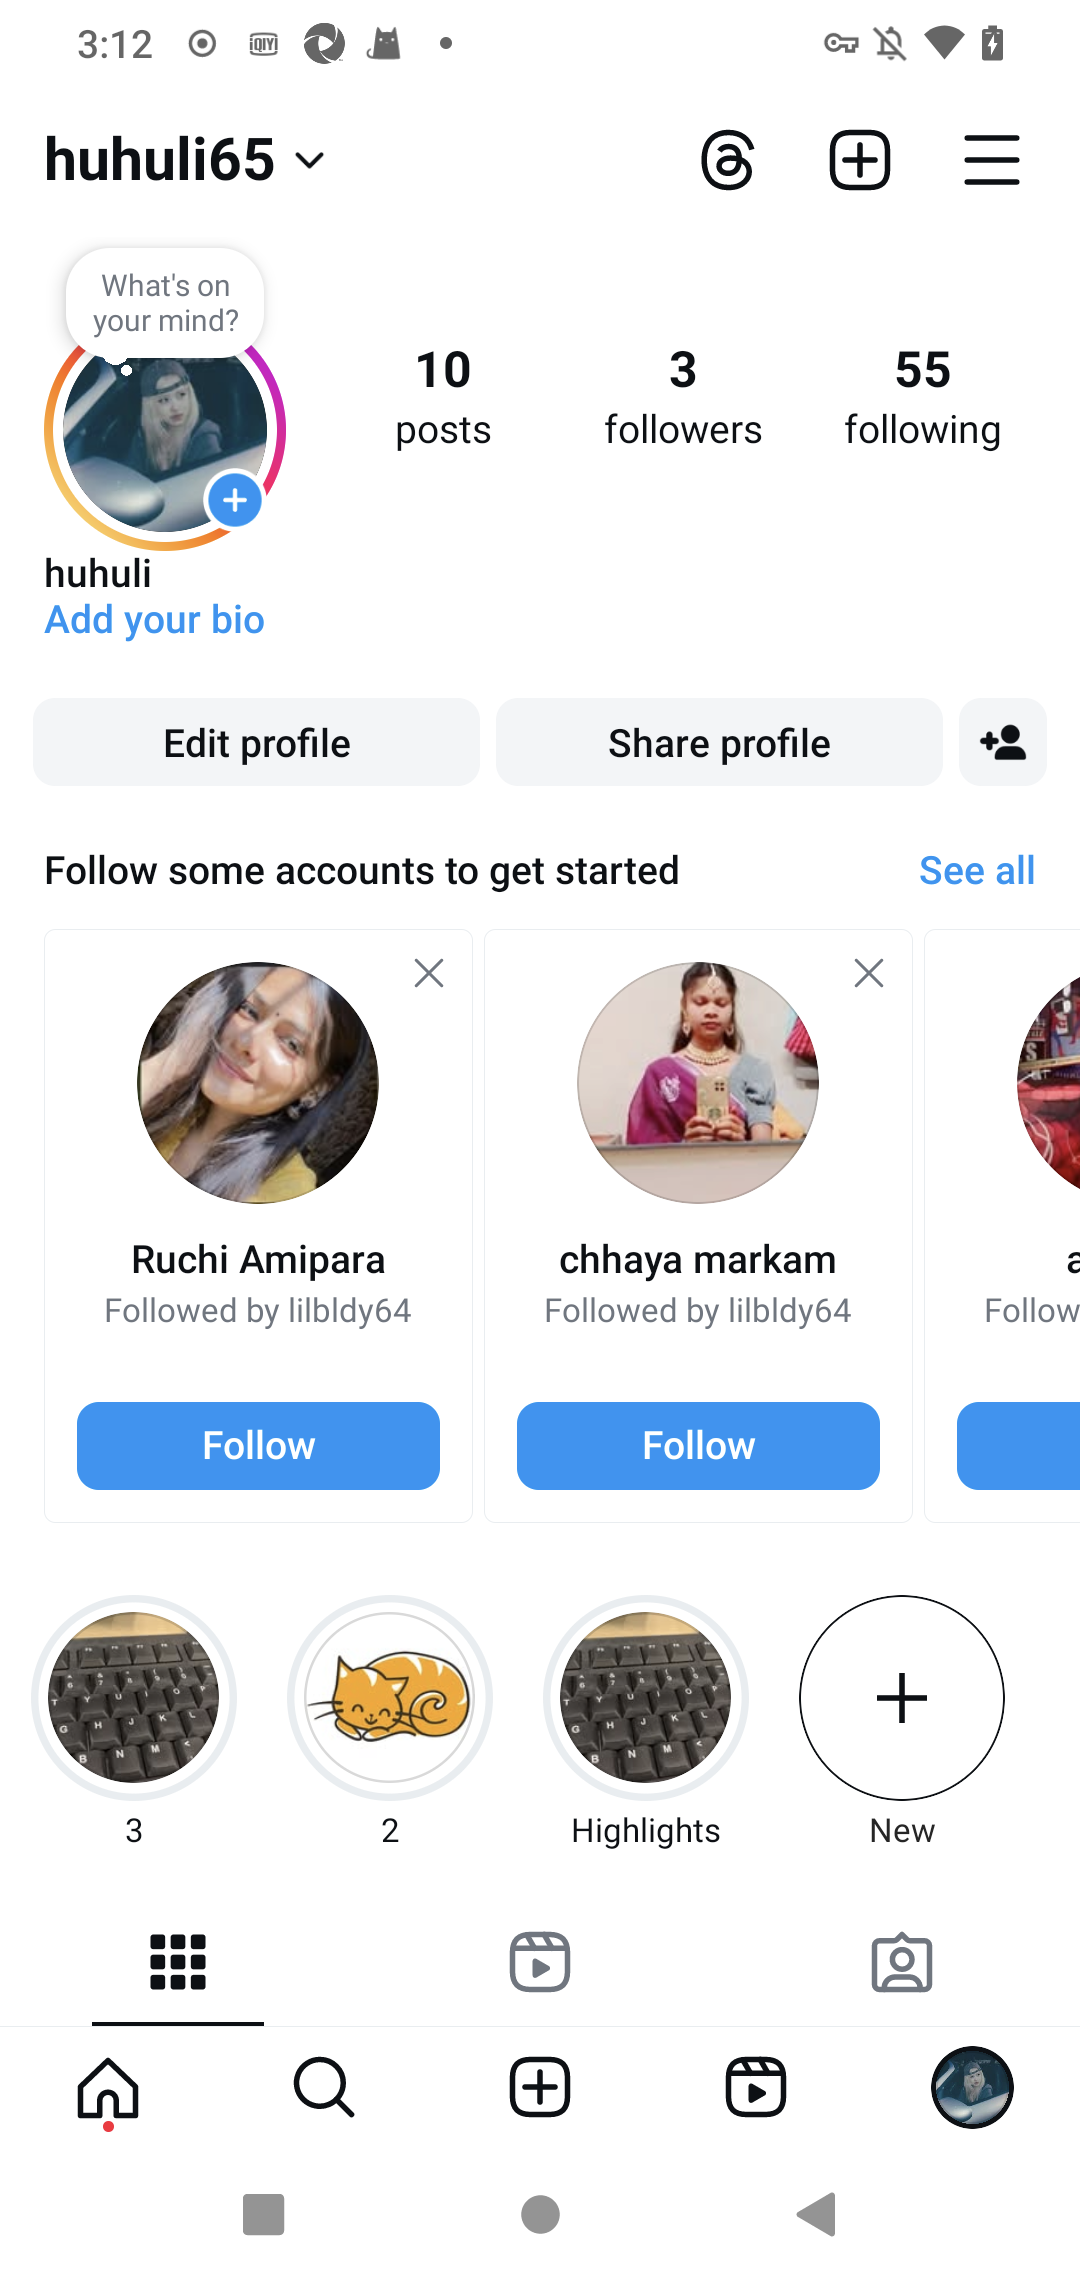 3:12
iQIYI
huhuli65
What's on
your mind?
10
posts
3
followers
55
following
huhuli
Add your bio
Edit profile
Share profile
Follow some accounts to get started
See all
Ruchi Amipara
Followed by lilbldy64
Follow
chhaya markam
Followed by lilbldy64
Follow
a
Follow
3
2
Highlights
New